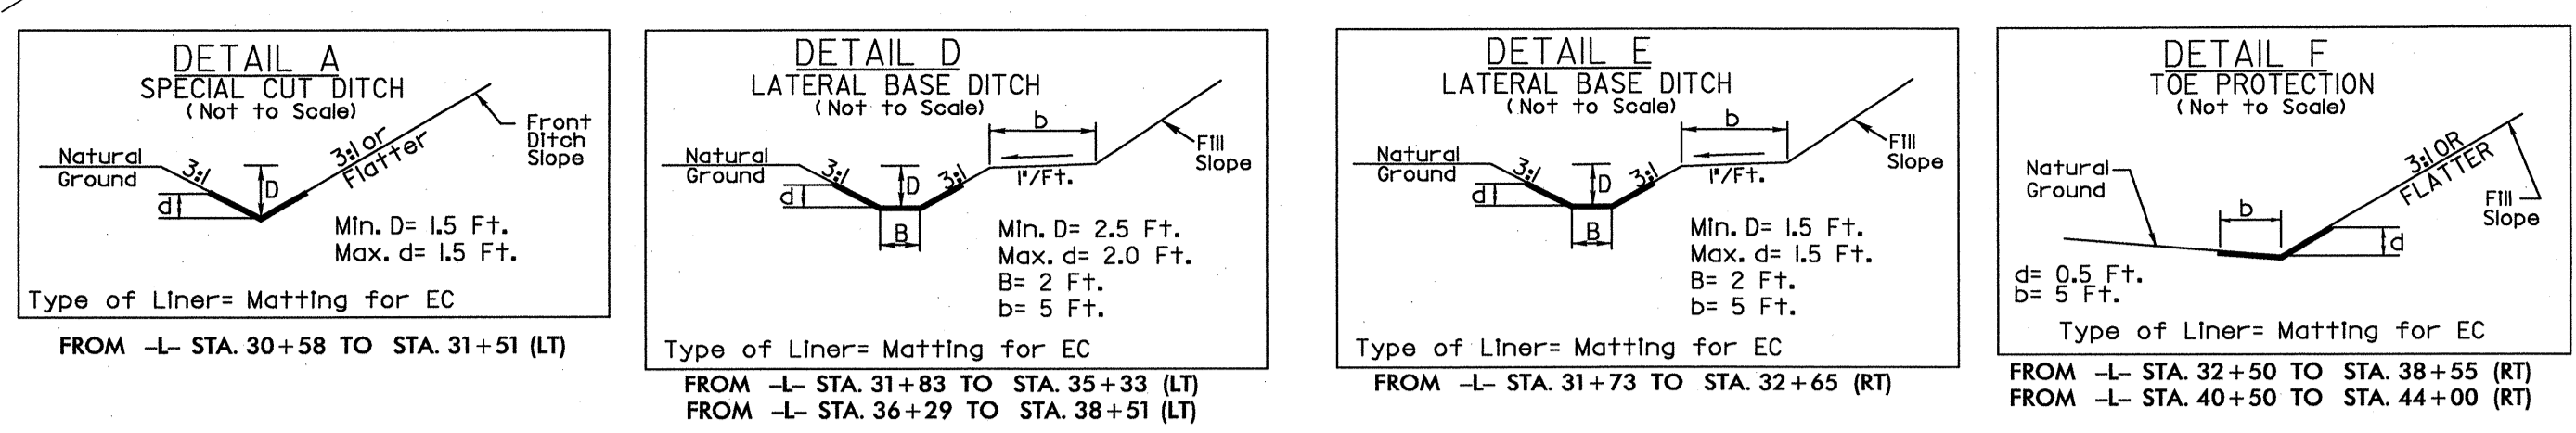 DETAIL A
SPECIAL CUT DITCH
(Not to Scale)
Front
Ditch
Slope
3:1 or
Flatter
Natural
Ground
3:1
D
d
Min. D= 1.5 Ft.
Max. d= 1.5 Ft.
Type of Liner= Matting for EC
FROM -L- STA. 30+58 TO STA. 31+51 (LT)
DETAIL D
LATERAL BASE DITCH
(Not to Scale)
b
Fill
Slope
Natural
Ground
3:1
D
3:1
1"/Ft.
d
B
Min. D= 2.5 Ft.
Max. d= 2.0 Ft.
B= 2 Ft.
b= 5 Ft.
Type of Liner= Matting for EC
FROM -L- STA. 31+83 TO STA. 35+33 (LT)
FROM -L- STA. 36+29 TO STA. 38+51 (LT)
DETAIL E
LATERAL BASE DITCH
(Not to Scale)
b
Fill
Slope
Natural
Ground
3:1
D
3:1
1"/Ft.
d
B
Min. D= 1.5 Ft.
Max. d= 1.5 Ft.
B= 2 Ft.
b= 5 Ft.
Type of Liner= Matting for EC
FROM -L- STA. 31+73 TO STA. 32+65 (RT)
DETAIL F
TOE PROTECTION
(Not to Scale)
3:1 OR
FLATTER
Natural
Ground
Fill
Slope
b
d
d= 0.5 Ft.
b= 5 Ft.
Type of Liner= Matting for EC
FROM -L- STA. 32+50 TO STA. 38+55 (RT)
FROM -L- STA. 40+50 TO STA. 44+00 (RT)